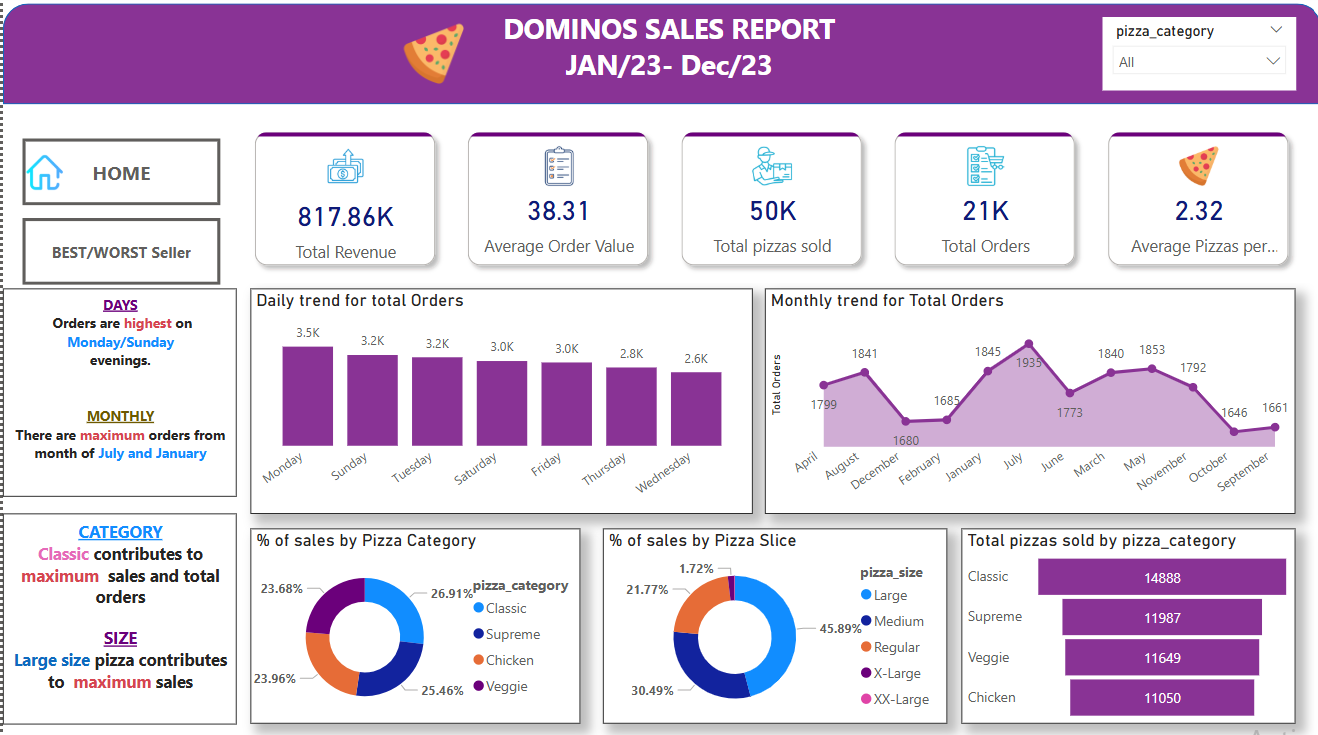 DOMINOS SALES REPORT
JAN/23- Dec/23
pizza_category
All
HOME
BEST/WORST Seller
817.86K
Total Revenue
38.31
Average Order Value
50K
Total pizzas sold
21K
Total Orders
2.32
Average Pizzas per...
DAYS
Orders are highest on
Monday/Sunday
evenings.
MONTHLY
There are maximum orders from
month of July and January
Daily trend for total Orders
3.5K
3.2K
3.2K
3.0K
3.0K
2.8K
2.6K
Monday
Sunday
Tuesday
Saturday
Friday
Thursday
Wednesday
Monthly trend for Total Orders
Total Orders
1799
1841
1680
1685
1845
1935
1773
1840
1853
1792
1646
1661
April
August
December
February
January
July
June
March
May
November
October
September
CATEGORY
Classic contributes to
maximum sales and total
orders
SIZE
Large size pizza contributes
to maximum sales
% of sales by Pizza Category
23.68%
26.91%
23.96%
25.46%
pizza_category
Classic
Supreme
Chicken
Veggie
% of sales by Pizza Slice
1.72%
21.77%
45.89%
30.49%
pizza_size
Large
Medium
Regular
X-Large
XX-Large
Total pizzas sold by pizza_category
Classic 14888
Supreme 11987
Veggie 11649
Chicken 11050